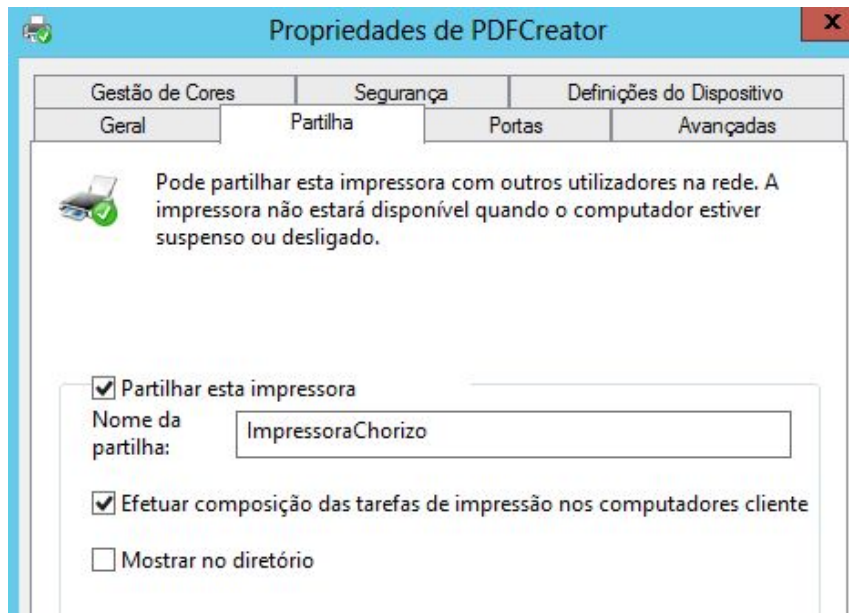 Propriedades de PDFCreator
x
Gestão de Cores Segurança Definições do Dispositivo
Geral Partilha Portas Avançadas
Pode partilhar esta impressora com outros utilizadores na rede. A
impressora não estará disponível quando o computador estiver
suspenso ou desligado.
Partilhar esta impressora
Nome da
partilha:
ImpressoraChorizo
Efetuar composição das tarefas de impressão nos computadores cliente
Mostrar no diretório